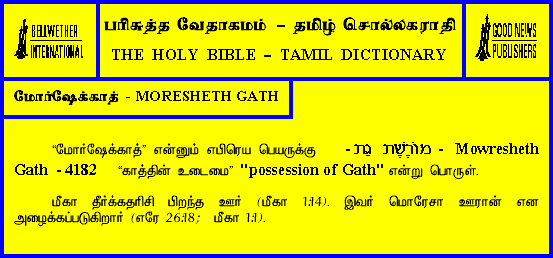 BELLWETHER
INTERNATIONAL
பரிசுத்த வேதாகமம் – தமிழ் சொல்லகராதி
THE HOLY BIBLE – TAMIL DICTIONARY
GOOD NEWS
PUBLISHERS
மோர்ஷேக்காத் - MORESHETH GATH
“மோர்ஷேக்காத்” என்னும் எபிரெய பெயருக்கு - מוֹרֶשֶׁת גַּת - Mowresheth
Gath - 4182 “காத்தின் உடைமை” "possession of Gath" என்று பொருள்.
மீகா தீர்க்கதரிசி பிறந்த ஊர் (மீகா 1:14). இவர் மொரேசா ஊரான் என
அழைக்கப்படுகிறார் (எரே 26:18; மீகா 1:1).